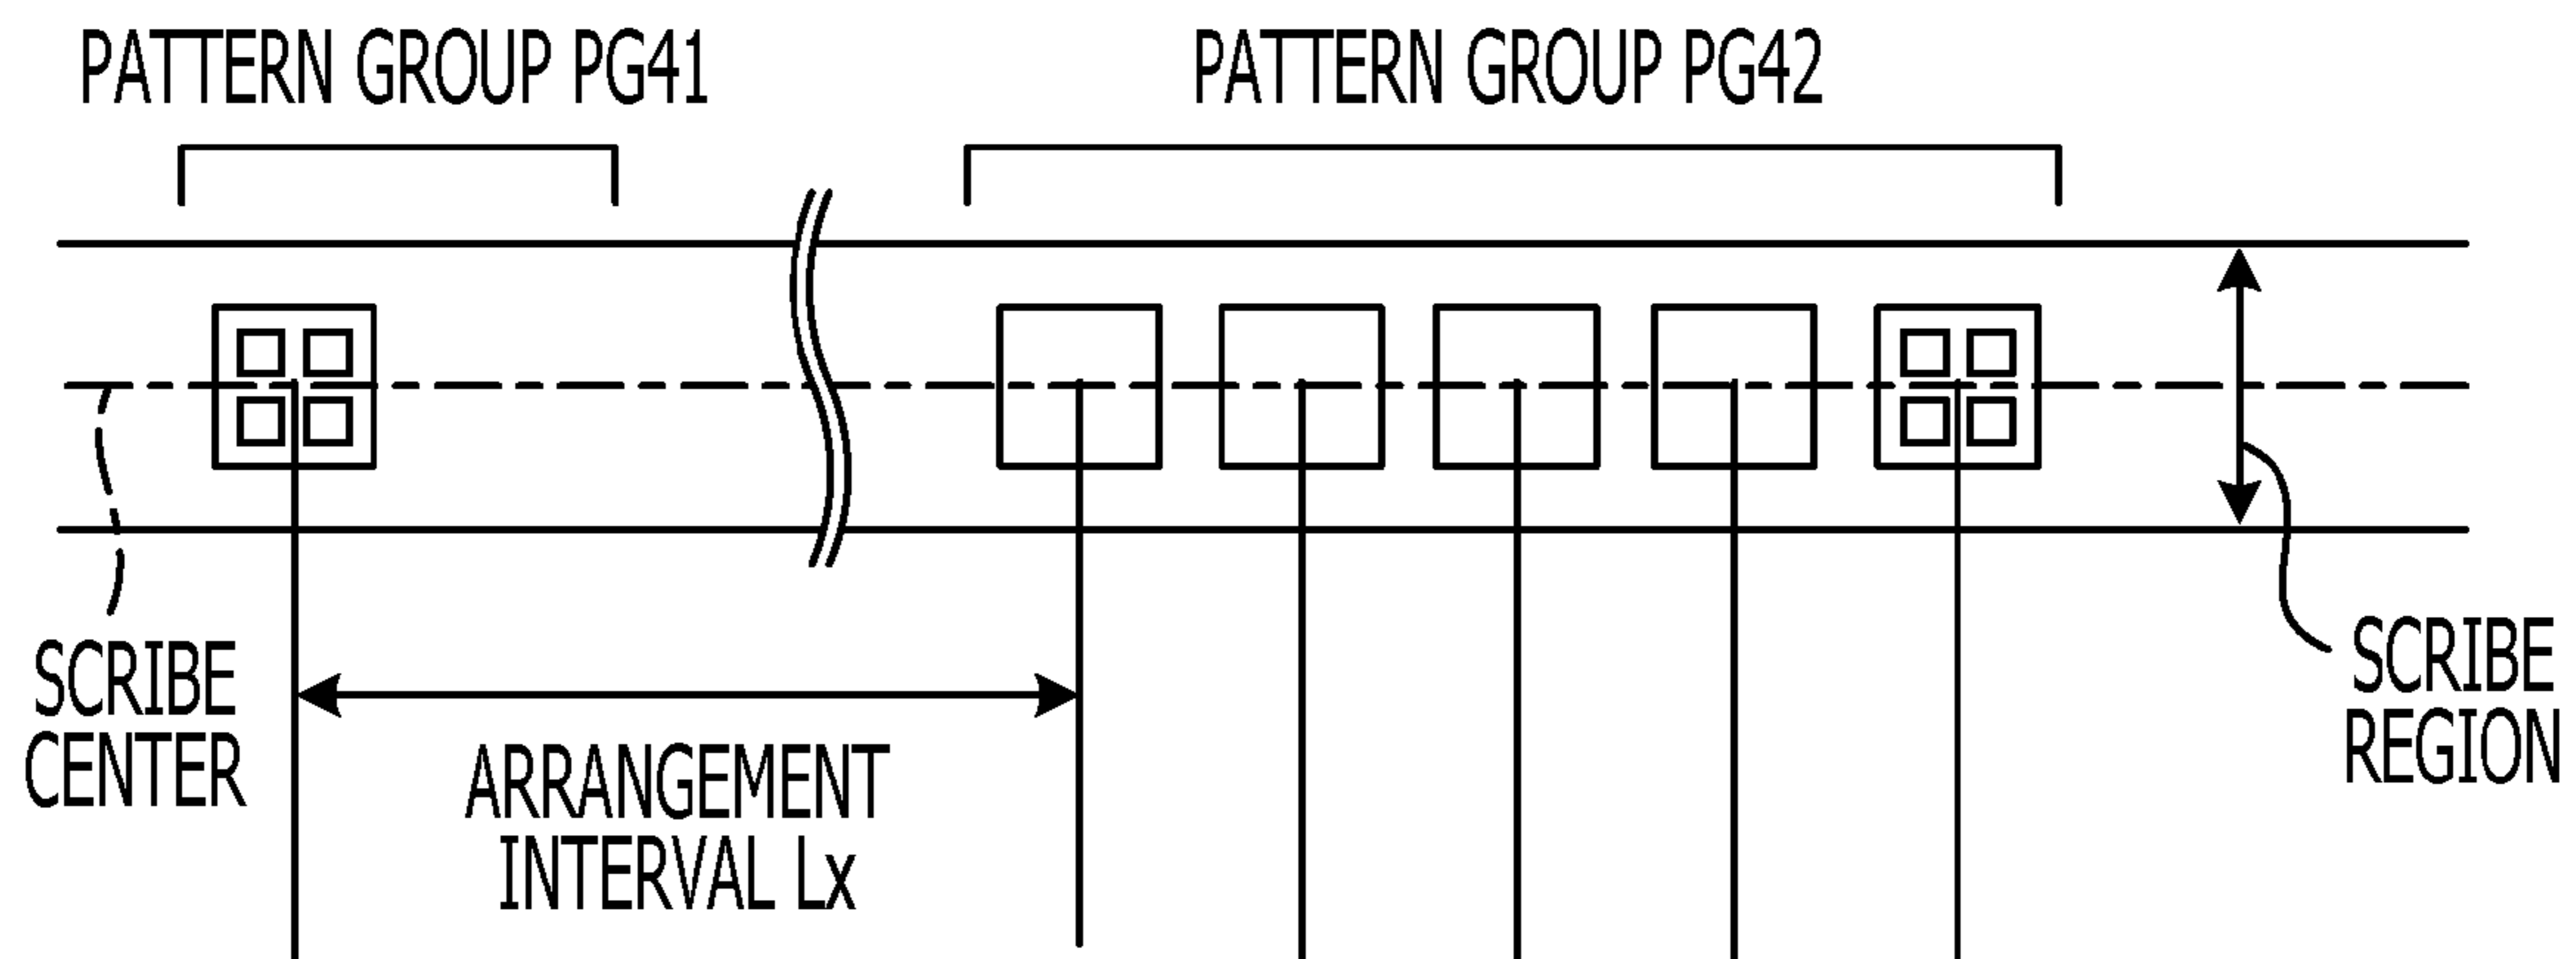 PATTERN GROUP PG41
PATTERN GROUP PG42
SCRIBE
CENTER
ARRANGEMENT
INTERVAL Lx
SCRIBE
REGION